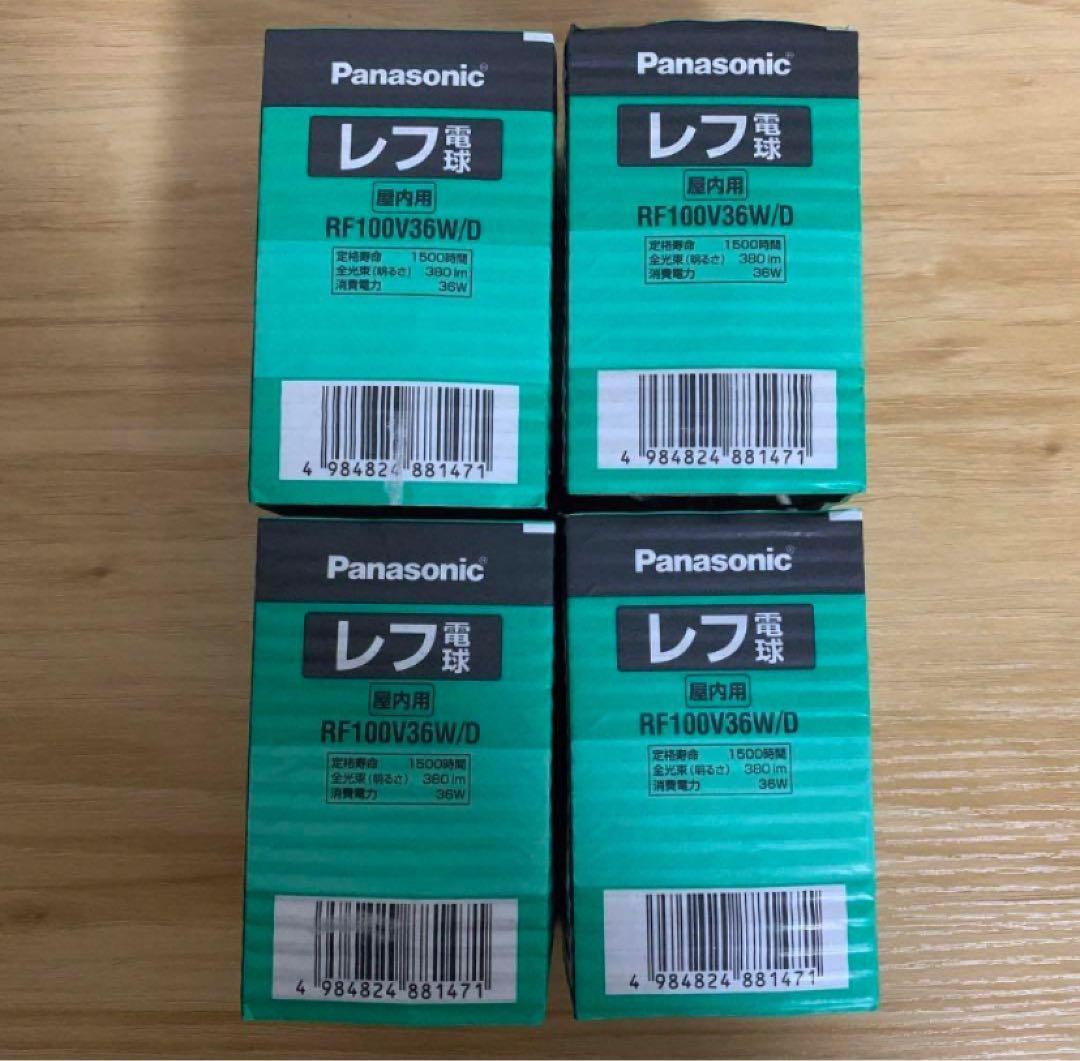 Panasonic®
レフ電球
屋内用
RF100V36W/D
定格寿命 1500時間
全光束(明るさ) 380 lm
消費電力 36W
4 984824 881471
Panasonic®
レフ電球
屋内用
RF100V36W/D
定格寿命 1500時間
全光束(明るさ) 380 lm
消費電力 36W
4 984824 881471
Panasonic®
レフ電球
屋内用
RF100V36W/D
定格寿命 1500時間
全光束(明るさ) 380 lm
消費電力 36W
4 984824 881471
Panasonic®
レフ電球
屋内用
RF100V36W/D
定格寿命 1500時間
全光束(明るさ) 380 lm
消費電力 36W
4 984824 881471